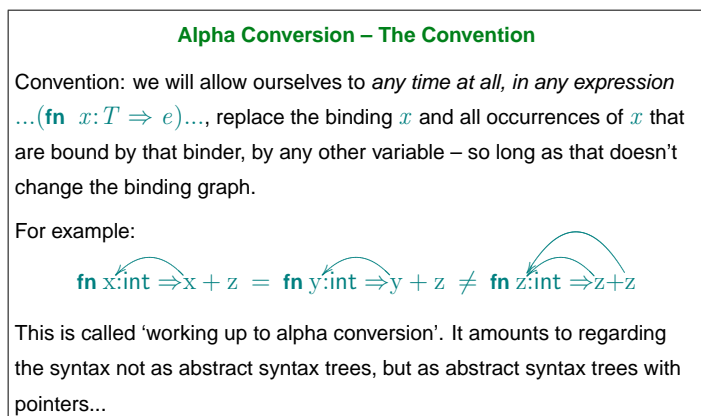 Alpha Conversion – The Convention
Convention: we will allow ourselves to any time at all, in any expression
...(fn x:T ⇒ e)..., replace the binding x and all occurrences of x that
are bound by that binder, by any other variable – so long as that doesn't
change the binding graph.
For example:
fn x:int ⇒x + z = fn y:int ⇒y + z ≠ fn z:int ⇒z+z
This is called 'working up to alpha conversion'. It amounts to regarding
the syntax not as abstract syntax trees, but as abstract syntax trees with
pointers...